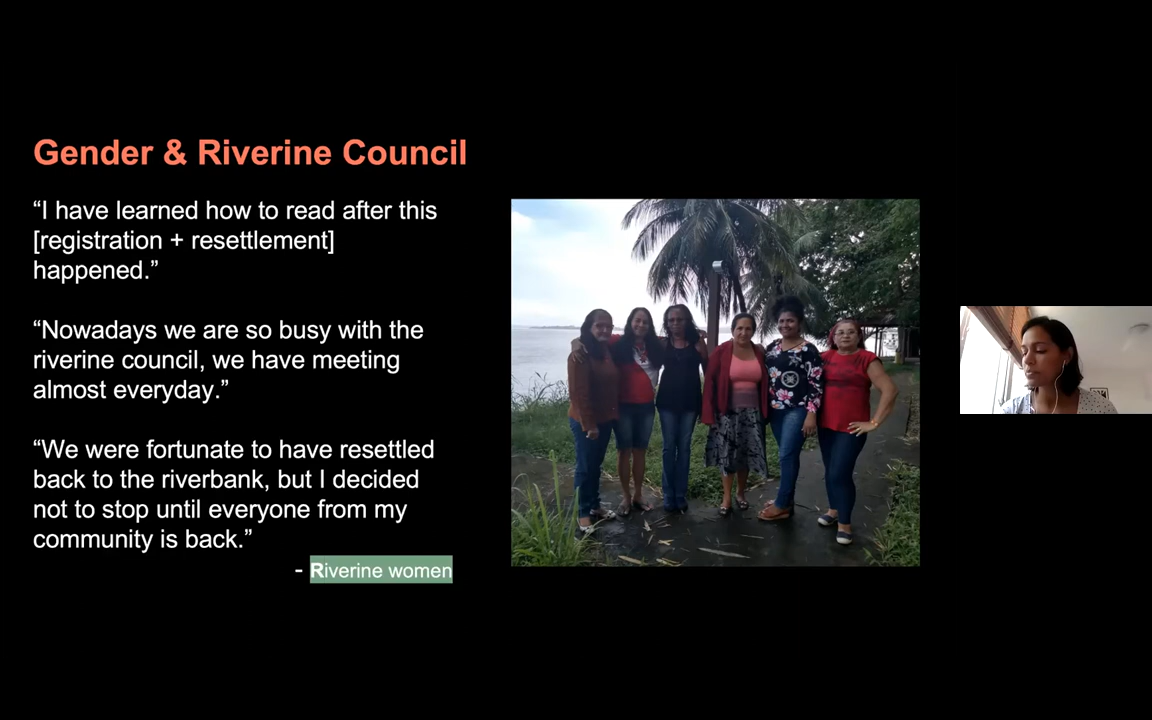 Gender & Riverine Council
“I have learned how to read after this
[registration + resettlement]
happened.”
“Nowadays we are so busy with the
riverine council, we have meeting
almost everyday.”
“We were fortunate to have resettled
back to the riverbank, but I decided
not to stop until everyone from my
community is back.”
- Riverine women